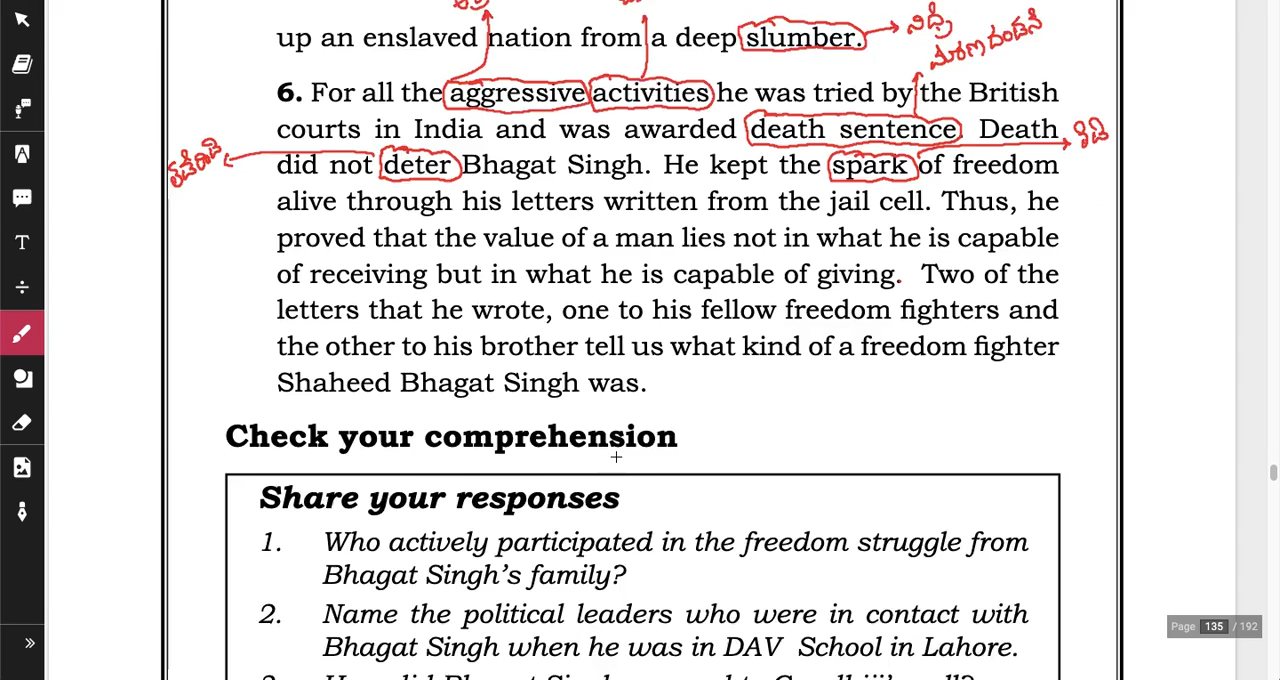 up an enslaved nation from a deep slumber. ನಿದ್ರೆ
ಮರಣದಂಡನೆ
6. For all the aggressive activities he was tried by the British
courts in India and was awarded death sentence. Death
ಕಿಡಿ
did not deter Bhagat Singh. He kept the spark of freedom
alive through his letters written from the jail cell. Thus, he
proved that the value of a man lies not in what he is capable
of receiving but in what he is capable of giving. Two of the
letters that he wrote, one to his fellow freedom fighters and
the other to his brother tell us what kind of a freedom fighter
Shaheed Bhagat Singh was.
Check your comprehension
Share your responses
1. Who actively participated in the freedom struggle from
Bhagat Singh's family?
2. Name the political leaders who were in contact with
Bhagat Singh when he was in DAV School in Lahore.
Page 135 / 192